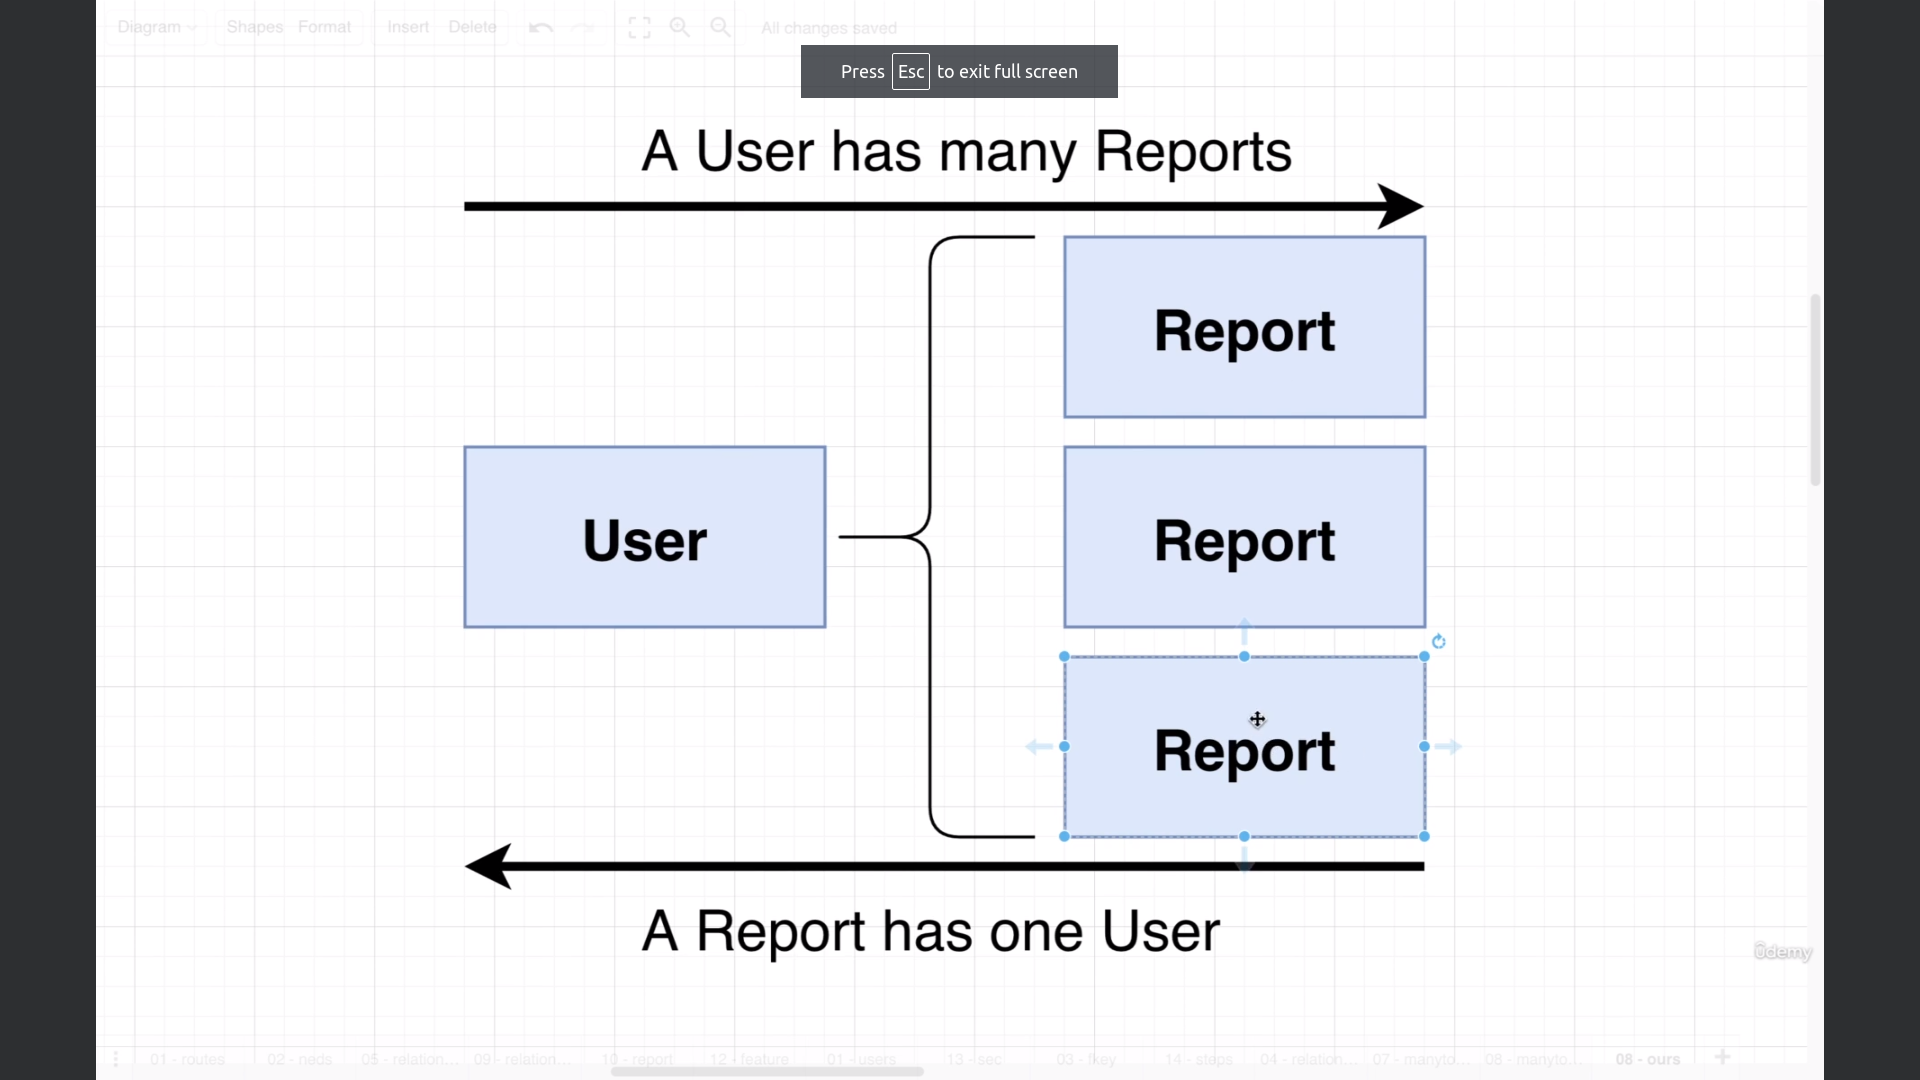 Diagram Shapes Format Insert Delete All changes saved
Press Esc to exit full screen
A User has many Reports
Report
User
Report
Report
A Report has one User
ûdemy
01 - routes 02 - neds 05 - relation... 09 - relation... 10 - report 12 - feature 01 - users 13 - sec 03 - fkey 14 - steps 04 - relation... 07 - manyto... 08 - manyto... 08 - ours